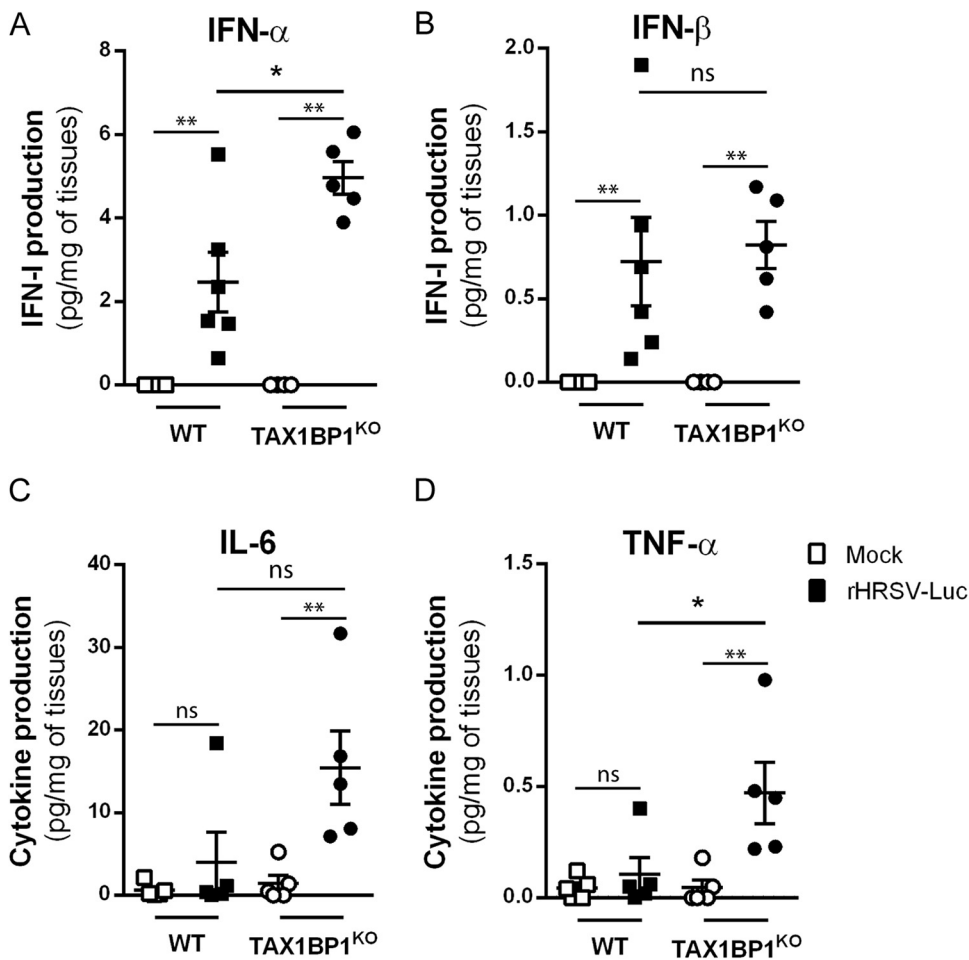 A
IFN-α
IFN-I production
(pg/mg of tissues)
8
6
4
2
0
**
*
**
WT
TAX1BP1KO
B
IFN-β
IFN-I production
(pg/mg of tissues)
2.0
1.5
1.0
0.5
0.0
**
ns
**
WT
TAX1BP1KO
C
IL-6
Cytokine production
(pg/mg of tissues)
40
30
20
10
0
ns
ns
**
WT
TAX1BP1KO
D
TNF-α
Cytokine production
(pg/mg of tissues)
1.5
1.0
0.5
0.0
ns
*
**
WT
TAX1BP1KO
Mock
rHRSV-Luc